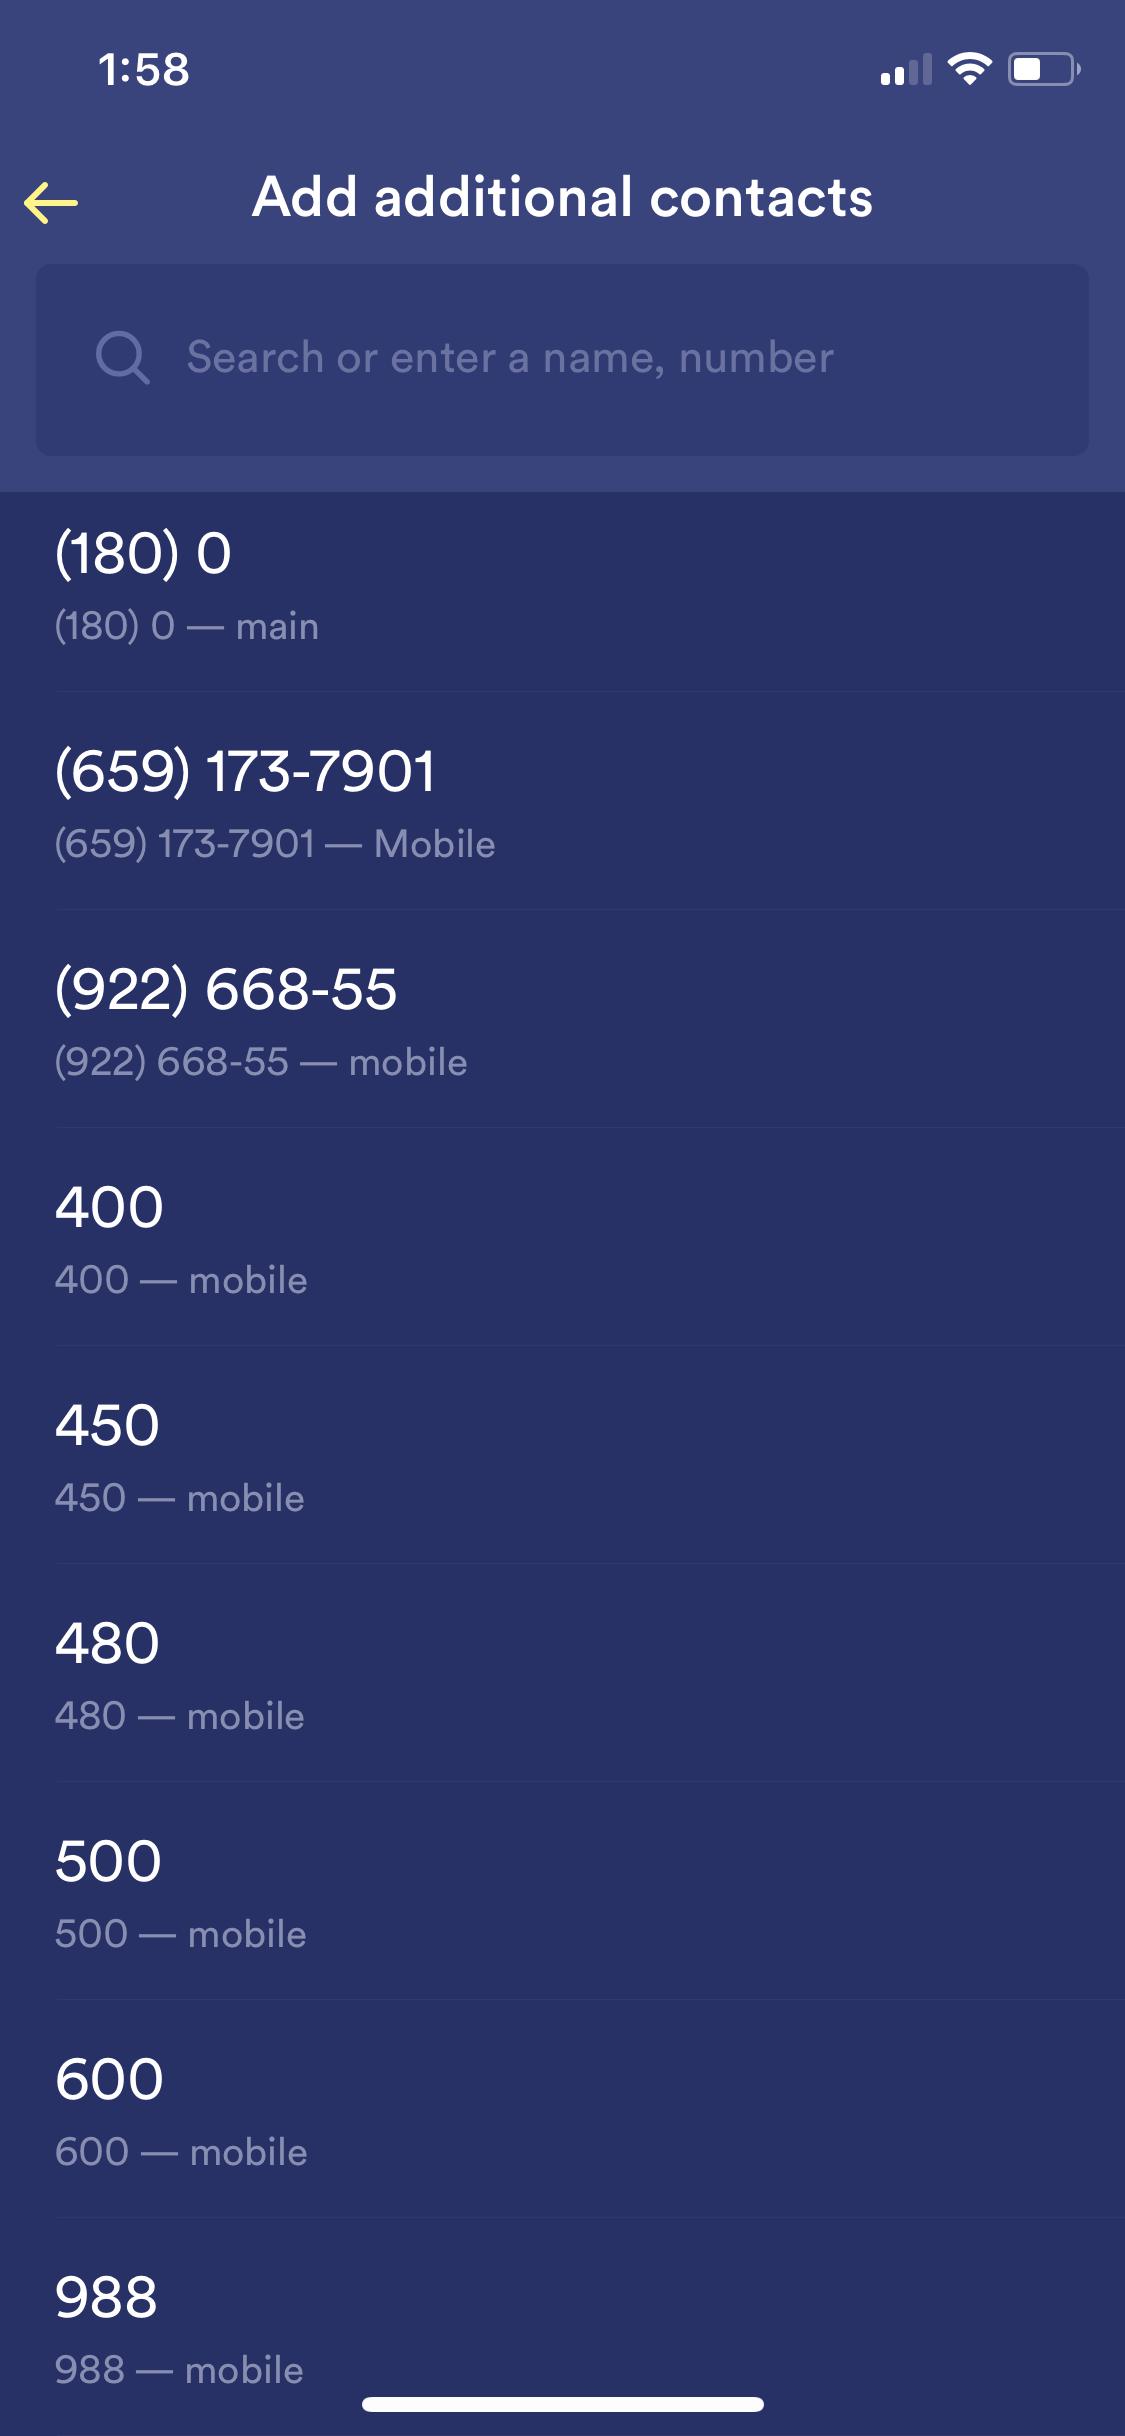 1:58
Add additional contacts
Search or enter a name, number
(180) 0
(180) 0 — main
(659) 173-7901
(659) 173-7901 — Mobile
(922) 668-55
(922) 668-55 — mobile
400
400 — mobile
450
450 — mobile
480
480 — mobile
500
500 — mobile
600
600 — mobile
988
988 — mobile